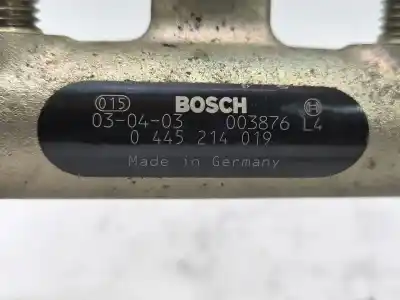 015 BOSCH
03-04-03 003876 L4
0 445 214 019
Made in Germany